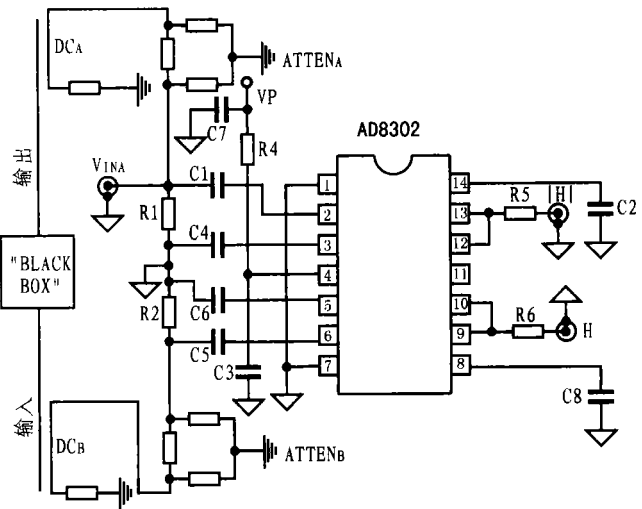 DCA
ATTENA
VP
C7
R4
AD8302
输出
VINA
C1
R1
C4
"BLACK
BOX"
R2
C6
C5
C3
1
2
3
4
5
6
7
14
13
12
11
10
9
8
R5
|H|
C2
R6
H
C8
输入
DCB
ATTENB